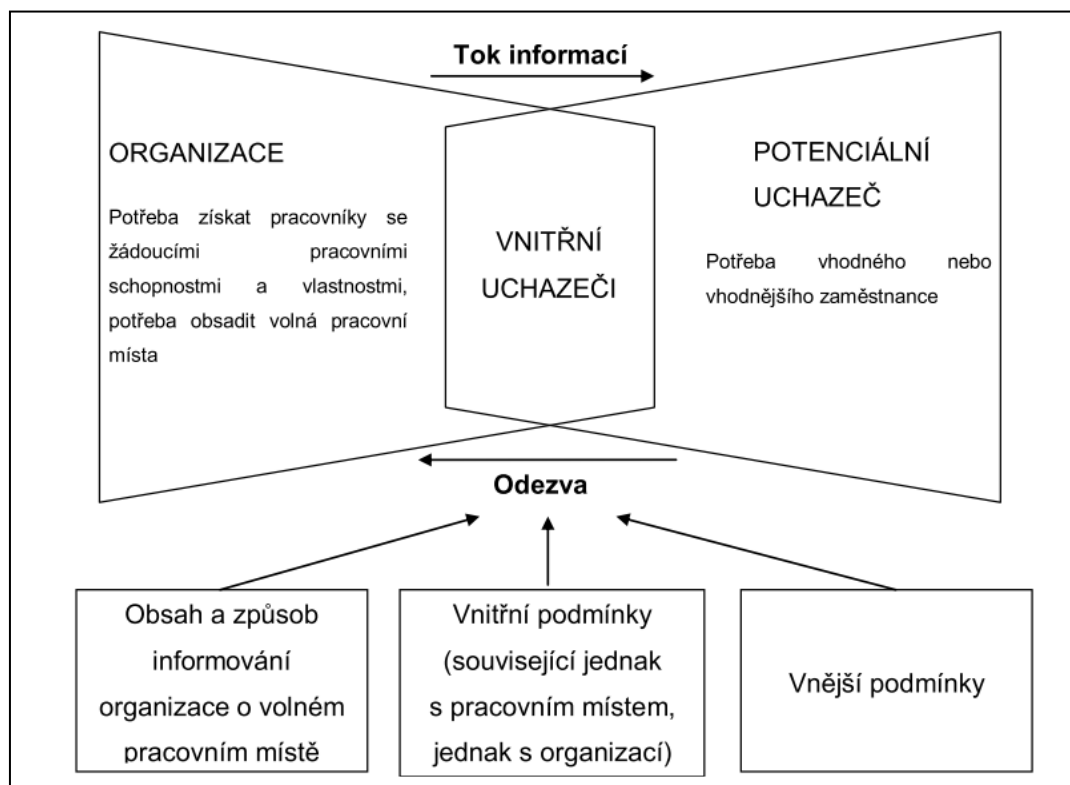 Tok informací
ORGANIZACE
Potřeba získat pracovníky se
žádoucími pracovními
schopnostmi a vlastnostmi,
potřeba obsadit volná pracovní
místa
VNITŘNÍ
UCHAZEČI
POTENCIÁLNÍ
UCHAZEČ
Potřeba vhodného nebo
vhodnějšího zaměstnance
Odezva
Obsah a způsob
informování
organizace o volném
pracovním místě
Vnitřní podmínky
(související jednak
s pracovním místem,
jednak s organizací)
Vnější podmínky